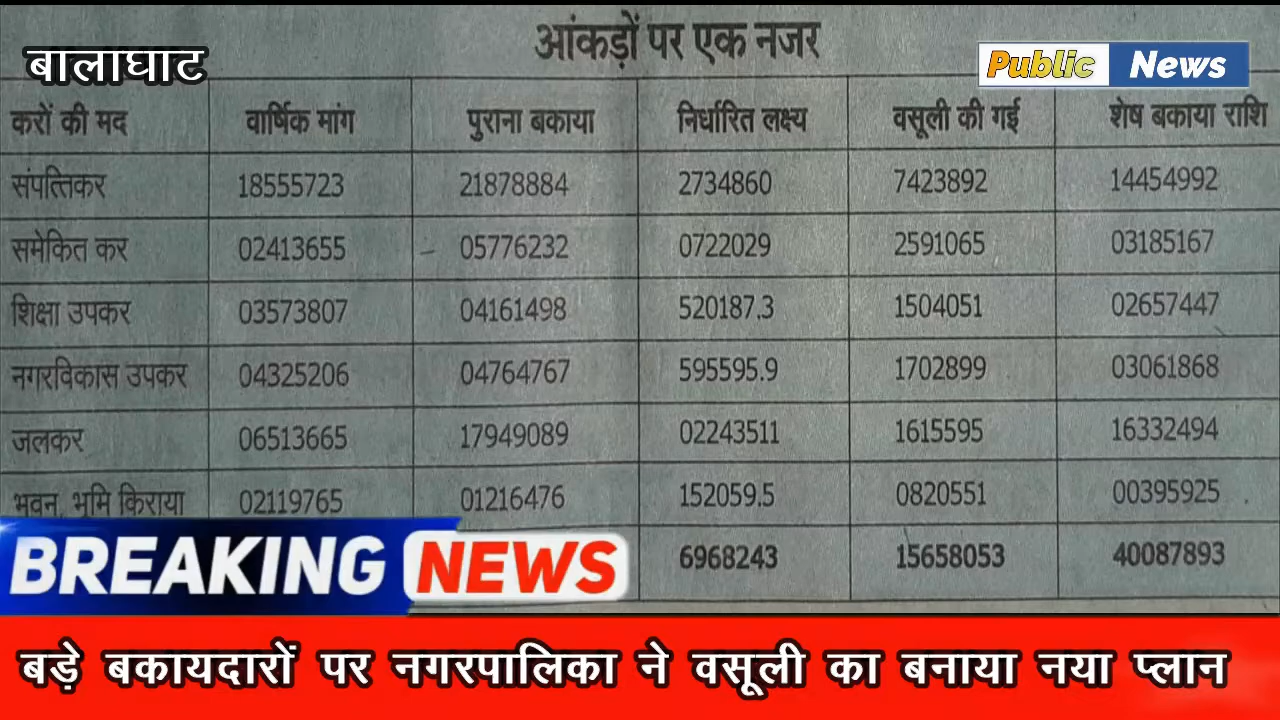 आंकड़ों पर एक नजर
बालाघाट
Public News
करों की मद वार्षिक मांग पुराना बकाया निर्धारित लक्ष्य वसूली की गई शेष बकाया राशि
संपत्तिकर 18555723 21878884 2734860 7423892 14454992
समेकित कर 02413655 05776232 0722029 2591065 03185167
शिक्षा उपकर 03573807 04161498 520187.3 1504051 02657447
नगरविकास उपकर 04325206 04764767 595595.9 1702899 03061868
जलकर 06513665 17949089 02243511 1615595 16332494
भवन, भूमि किराया 02119765 01216476 152059.5 0820551 00395925
6968243 15658053 40087893
BREAKING NEWS
बड़े बकायदारों पर नगरपालिका ने वसूली का बनाया नया प्लान